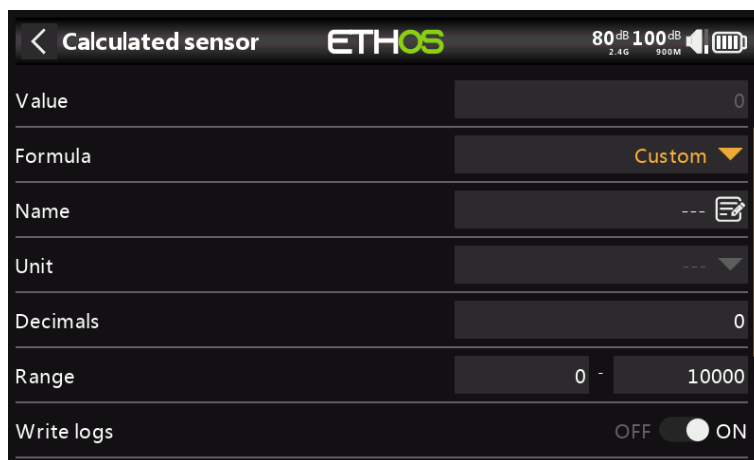 Calculated sensor ETHOS 80dB 2.4G 100dB 900M
Value 0
Formula Custom
Name ---
Unit ---
Decimals 0
Range 0 - 10000
Write logs OFF ON